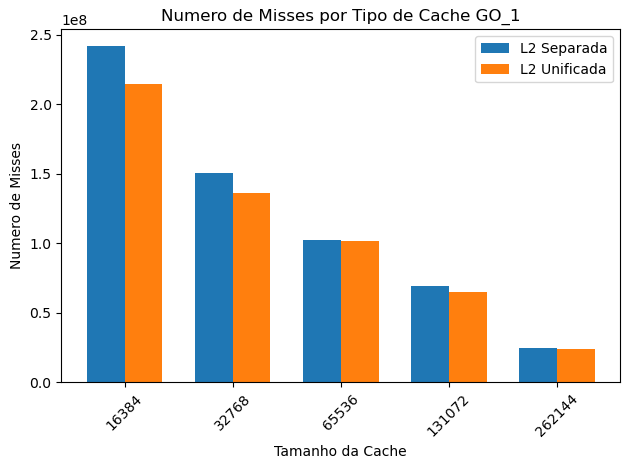 Numero de Misses por Tipo de Cache GO_1
1e8
L2 Separada
L2 Unificada
2.5
2.0
1.5
1.0
0.5
0.0
Numero de Misses
16384
32768
65536
131072
262144
Tamanho da Cache